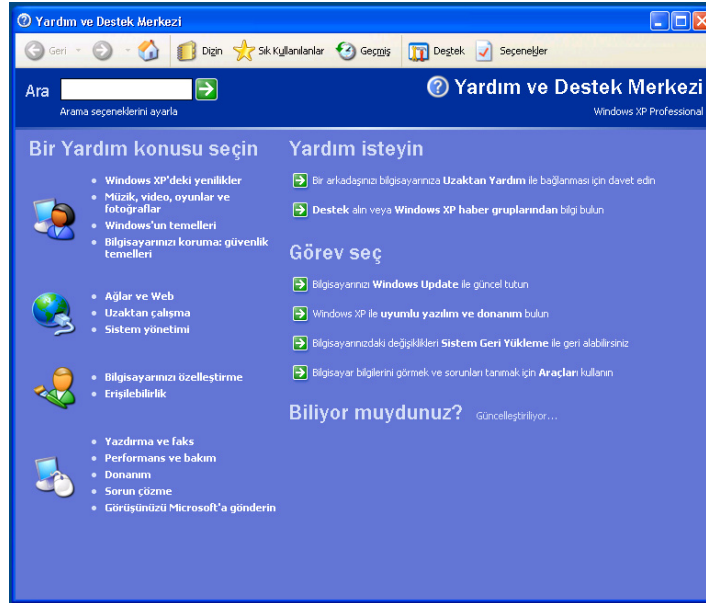 Yardım ve Destek Merkezi
Geri
Dizin
Sık Kullanılanlar
Geçmiş
Destek
Seçenekler
Ara
Arama seçeneklerini ayarla
Yardım ve Destek Merkezi
Windows XP Professional
Bir Yardım konusu seçin
Windows XP'deki yenilikler
Müzik, video, oyunlar ve
fotoğraflar
Windows'un temelleri
Bilgisayarınızı koruma: güvenlik
temelleri
Ağlar ve Web
Uzaktan çalışma
Sistem yönetimi
Bilgisayarınızı özelleştirme
Erişilebilirlik
Yazdırma ve faks
Performans ve bakım
Donanım
Sorun çözme
Görüşünüzü Microsoft'a gönderin
Yardım isteyin
Bir arkadaşınızı bilgisayarınıza Uzaktan Yardım ile bağlanması için davet edin
Destek alın veya Windows XP haber gruplarından bilgi bulun
Görev seç
Bilgisayarınızı Windows Update ile güncel tutun
Windows XP ile uyumlu yazılım ve donanım bulun
Bilgisayarınızdaki değişiklikleri Sistem Geri Yükleme ile geri alabilirsiniz
Bilgisayar bilgilerini görmek ve sorunları tanımak için Araçları kullanın
Biliyor muydunuz? Güncelleştiriliyor...